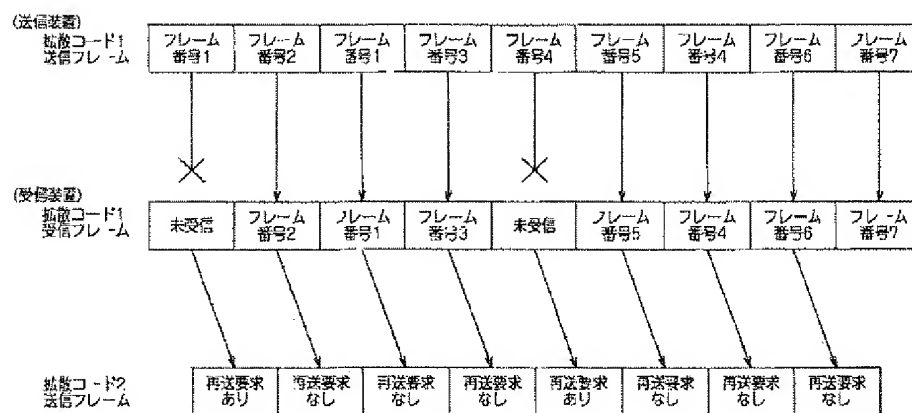 (送信装置)
拡散コード1
送信フレーム
フレーム
番号1
フレーム
番号2
フレーム
番号1
フレーム
番号3
フレーム
番号4
フレーム
番号5
フレーム
番号4
フレーム
番号6
フレーム
番号7
(受信装置)
拡散コード1
受信フレーム
未受信
フレーム
番号2
フレーム
番号1
フレーム
番号3
未受信
フレーム
番号5
フレーム
番号4
フレーム
番号6
フレーム
番号7
拡散コード2
送信フレーム
再送要求
あり
再送要求
なし
再送要求
なし
再送要求
なし
再送要求
あり
再送要求
なし
再送要求
なし
再送要求
なし